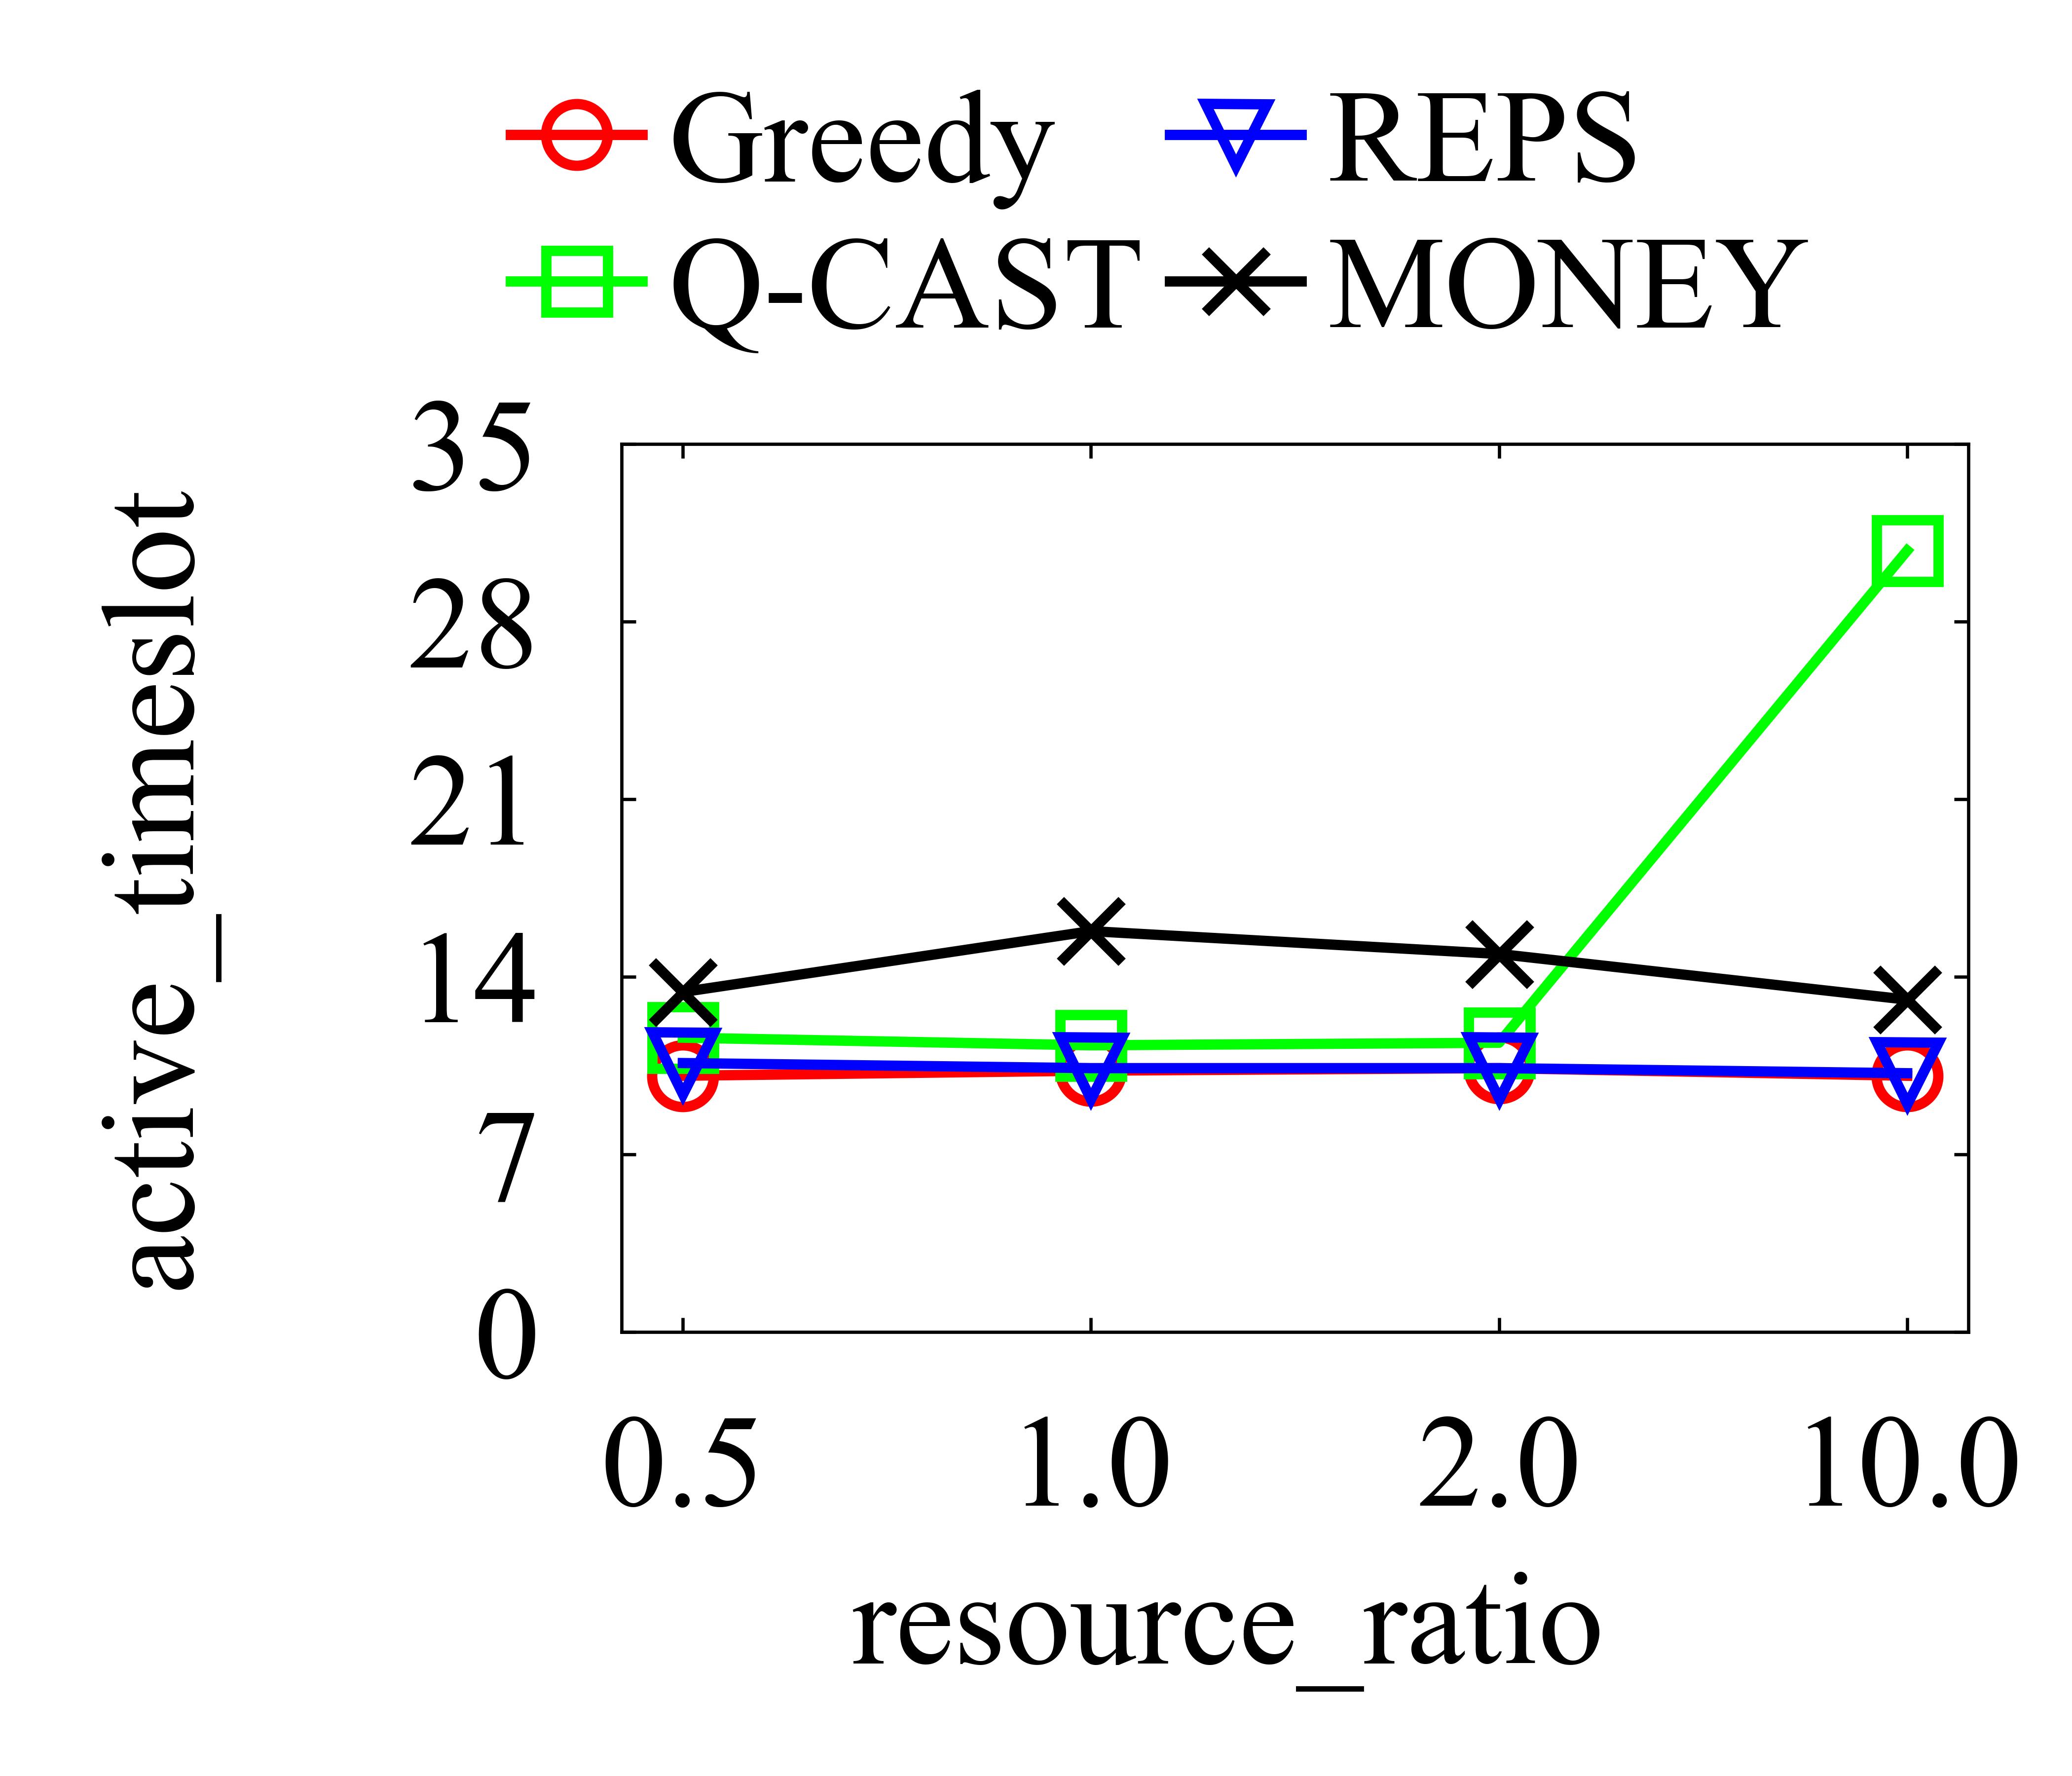 Greedy REPS
Q-CAST MONEY
35
28
21
14
7
0
active_timeslot
0.5 1.0 2.0 10.0
resource_ratio